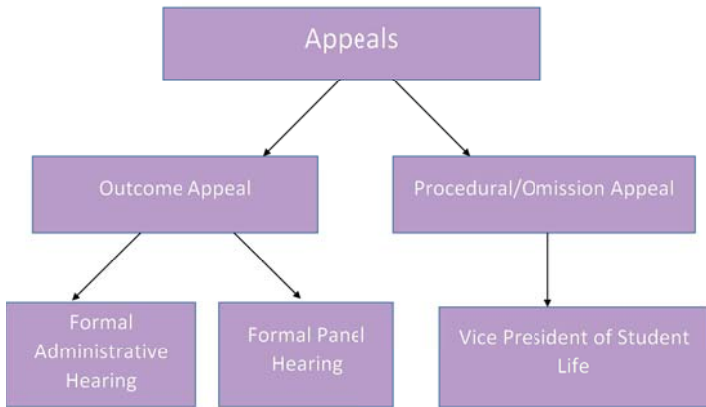 Appeals
Outcome Appeal
Procedural/Omission Appeal
Formal
Administrative
Hearing
Formal Panel
Hearing
Vice President of Student
Life